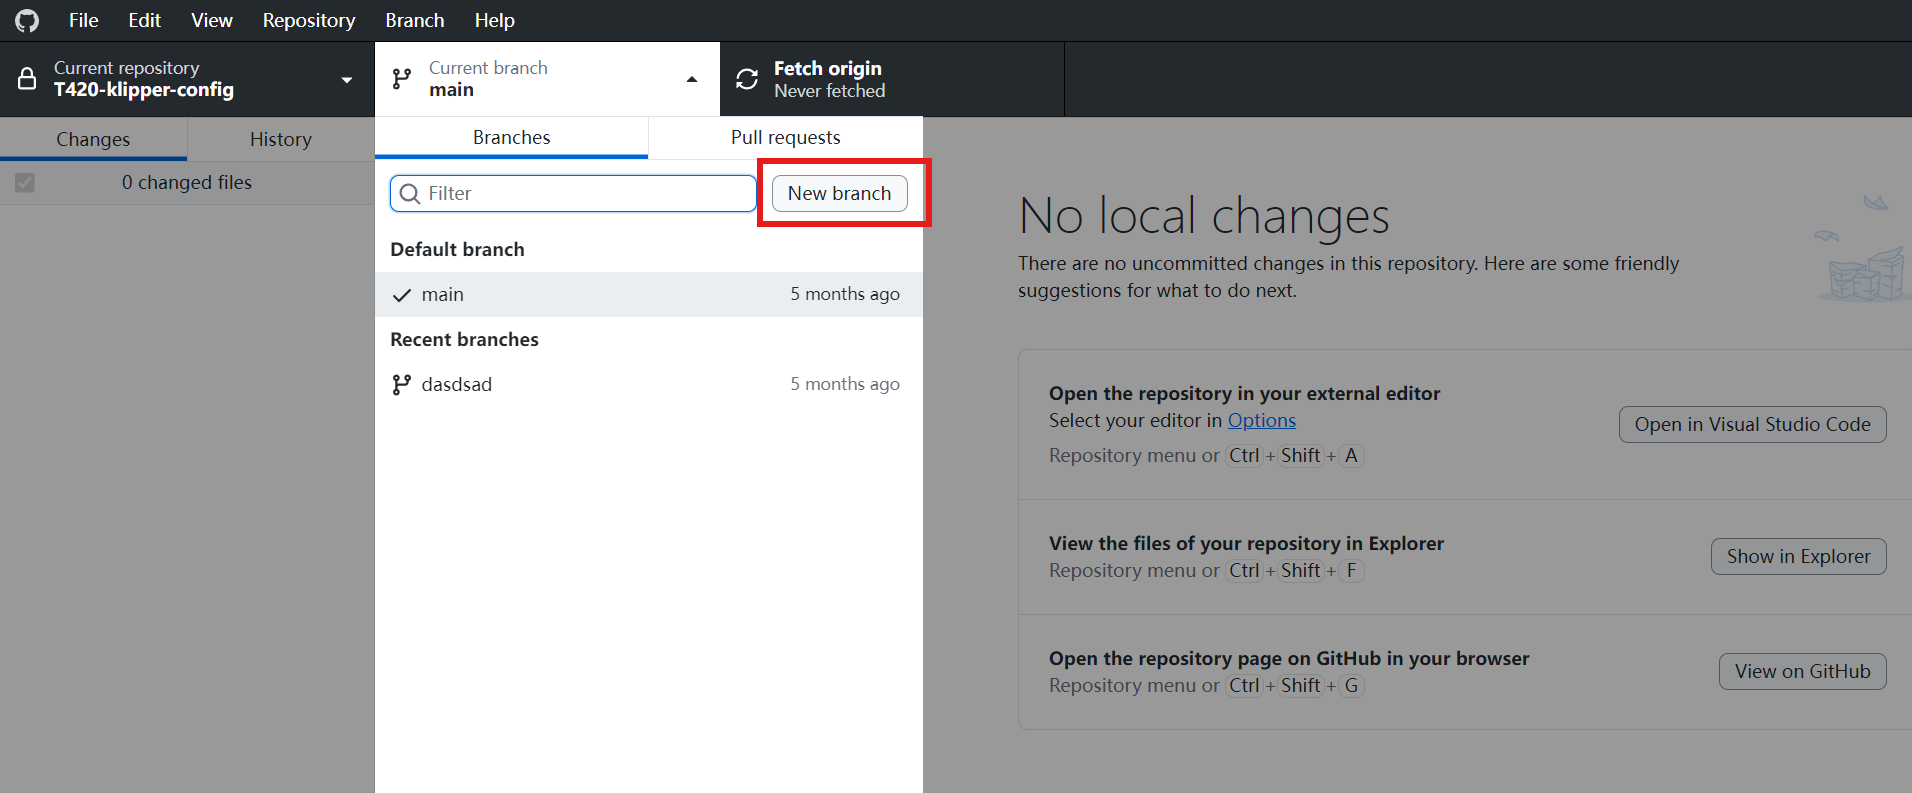 File Edit View Repository Branch Help
Current repository
T420-klipper-config
Current branch
main
Fetch origin
Never fetched
Changes History
0 changed files
Branches Pull requests
Filter New branch
Default branch
main 5 months ago
Recent branches
dasdsad 5 months ago
No local changes
There are no uncommitted changes in this repository. Here are some friendly
suggestions for what to do next.
Open the repository in your external editor
Select your editor in Options
Repository menu or Ctrl + Shift + A
Open in Visual Studio Code
View the files of your repository in Explorer
Repository menu or Ctrl + Shift + F
Show in Explorer
Open the repository page on GitHub in your browser
Repository menu or Ctrl + Shift + G
View on GitHub